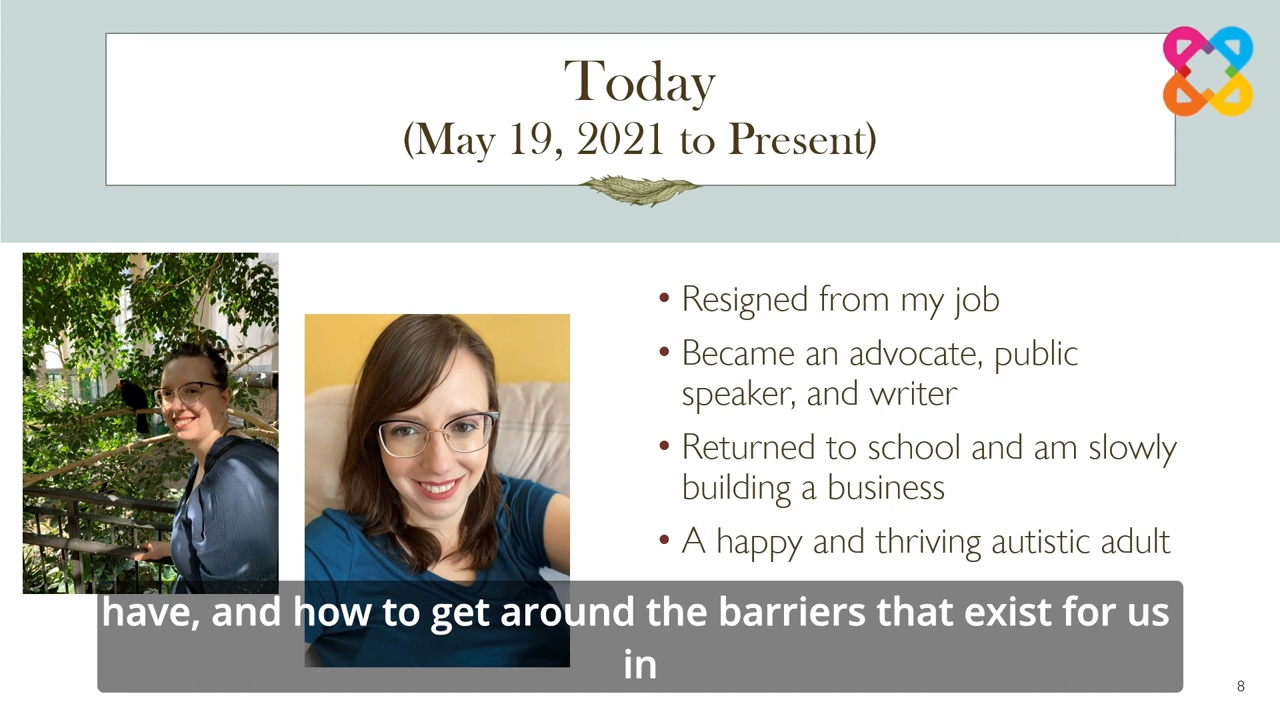 Today
(May 19, 2021 to Present)
• Resigned from my job
• Became an advocate, public
speaker, and writer
• Returned to school and am slowly
building a business
• A happy and thriving autistic adult
have, and how to get around the barriers that exist for us
in
8